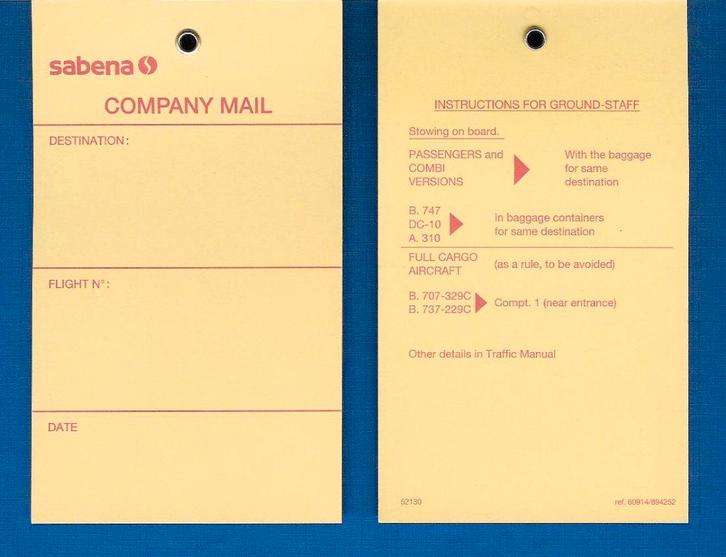 sabena
COMPANY MAIL
DESTINATION:
FLIGHT N°:
DATE
INSTRUCTIONS FOR GROUND-STAFF
Stowing on board.
PASSENGERS and
COMBI
VERSIONS
With the baggage
for same
destination
B. 747
DC-10
A. 310
In baggage containers
for same destination
FULL CARGO
AIRCRAFT
(as a rule, to be avoided)
B. 707-329C
B. 737-229C
Compt. 1 (near entrance)
Other details in Traffic Manual
52130
ref. 60914/894252